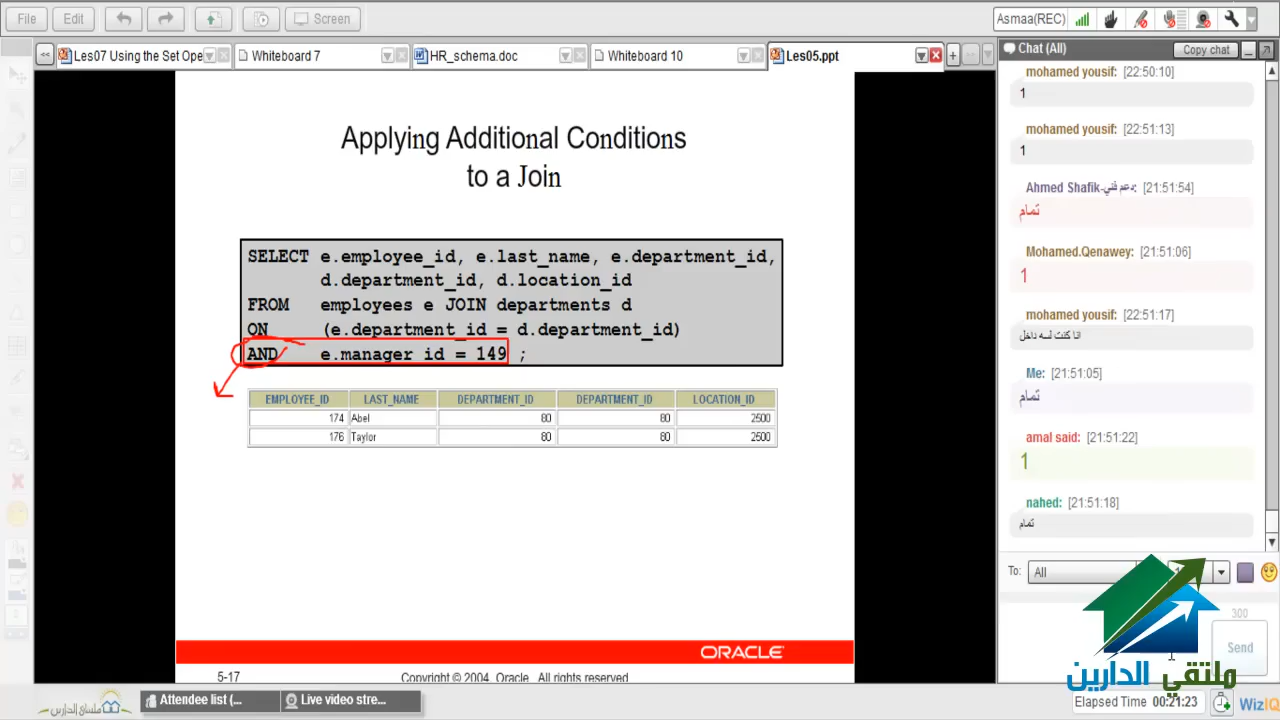 File
Edit
Screen
Asmaa(REC)
<<
Les07 Using the Set Ope
Whiteboard 7
HR_schema.doc
Whiteboard 10
Les05.ppt
Applying Additional Conditions
to a Join
SELECT e.employee_id, e.last_name, e.department_id,
d.department_id, d.location_id
FROM employees e JOIN departments d
ON (e.department_id = d.department_id)
AND e.manager_id = 149 ;
EMPLOYEE_ID LAST_NAME DEPARTMENT_ID DEPARTMENT_ID LOCATION_ID
174 Abel 80 80 2500
176 Taylor 80 80 2500
ORACLE
5-17
Copyright © 2004, Oracle. All rights reserved
Chat (All)
Copy chat
mohamed yousif: [22:50:10]
1
mohamed yousif: [22:51:13]
1
Ahmed Shafik-دعم فني: [21:51:54]
تمام
Mohamed.Qenawey: [21:51:06]
1
mohamed yousif: [21:51:17]
انا كنت لسه داخل
Me: [21:51:05]
تمام
amal said: [21:51:22]
1
nahed: [21:51:18]
تمام
To: All
300
Send
ملتقي الدارين
ملتقي الدارس
Attendee list (...
Live video stre...
Elapsed Time 00:21:23
WizIQ